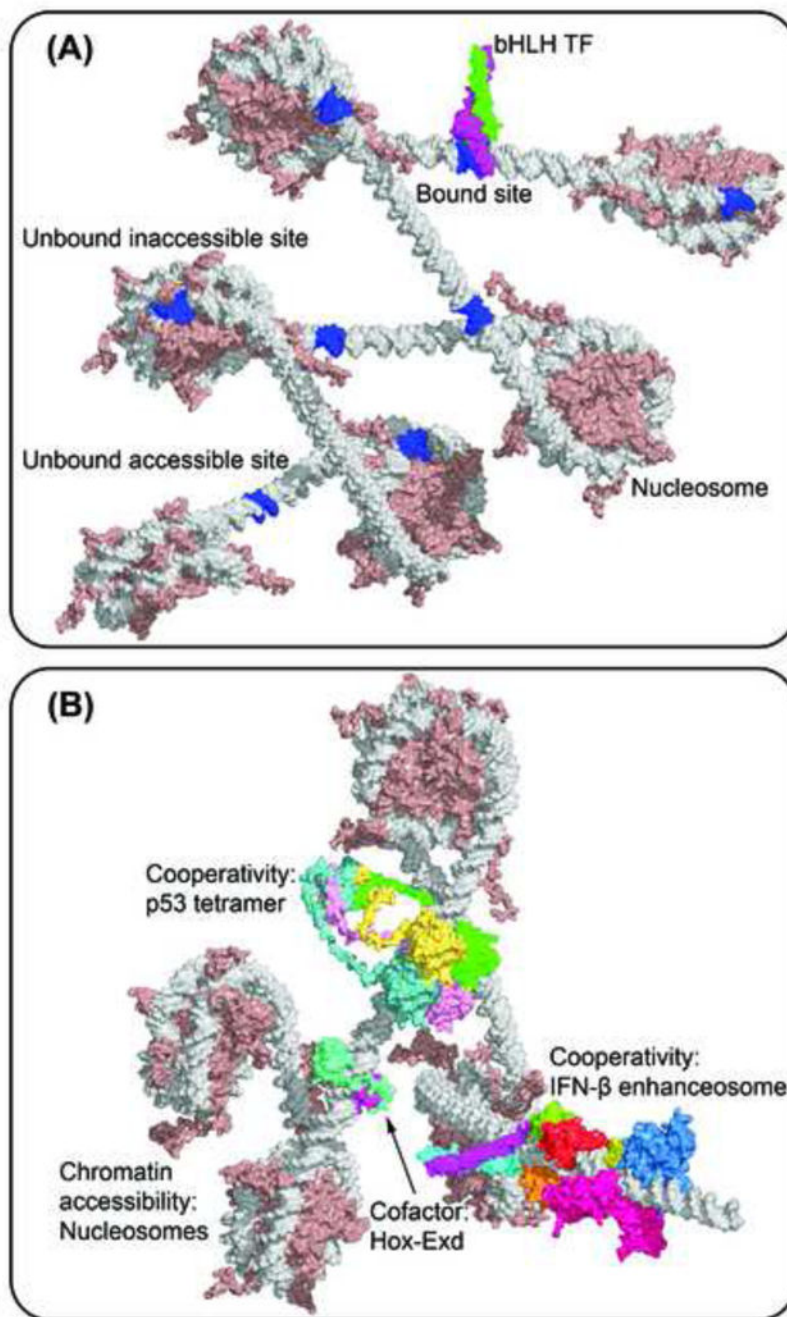 (A)
bHLH TF
Bound site
Unbound inaccessible site
Unbound accessible site
Nucleosome
(B)
Cooperativity:
p53 tetramer
Cooperativity:
IFN-β enhanceosome
Chromatin
accessibility:
Nucleosomes
Cofactor:
Hox-Exd